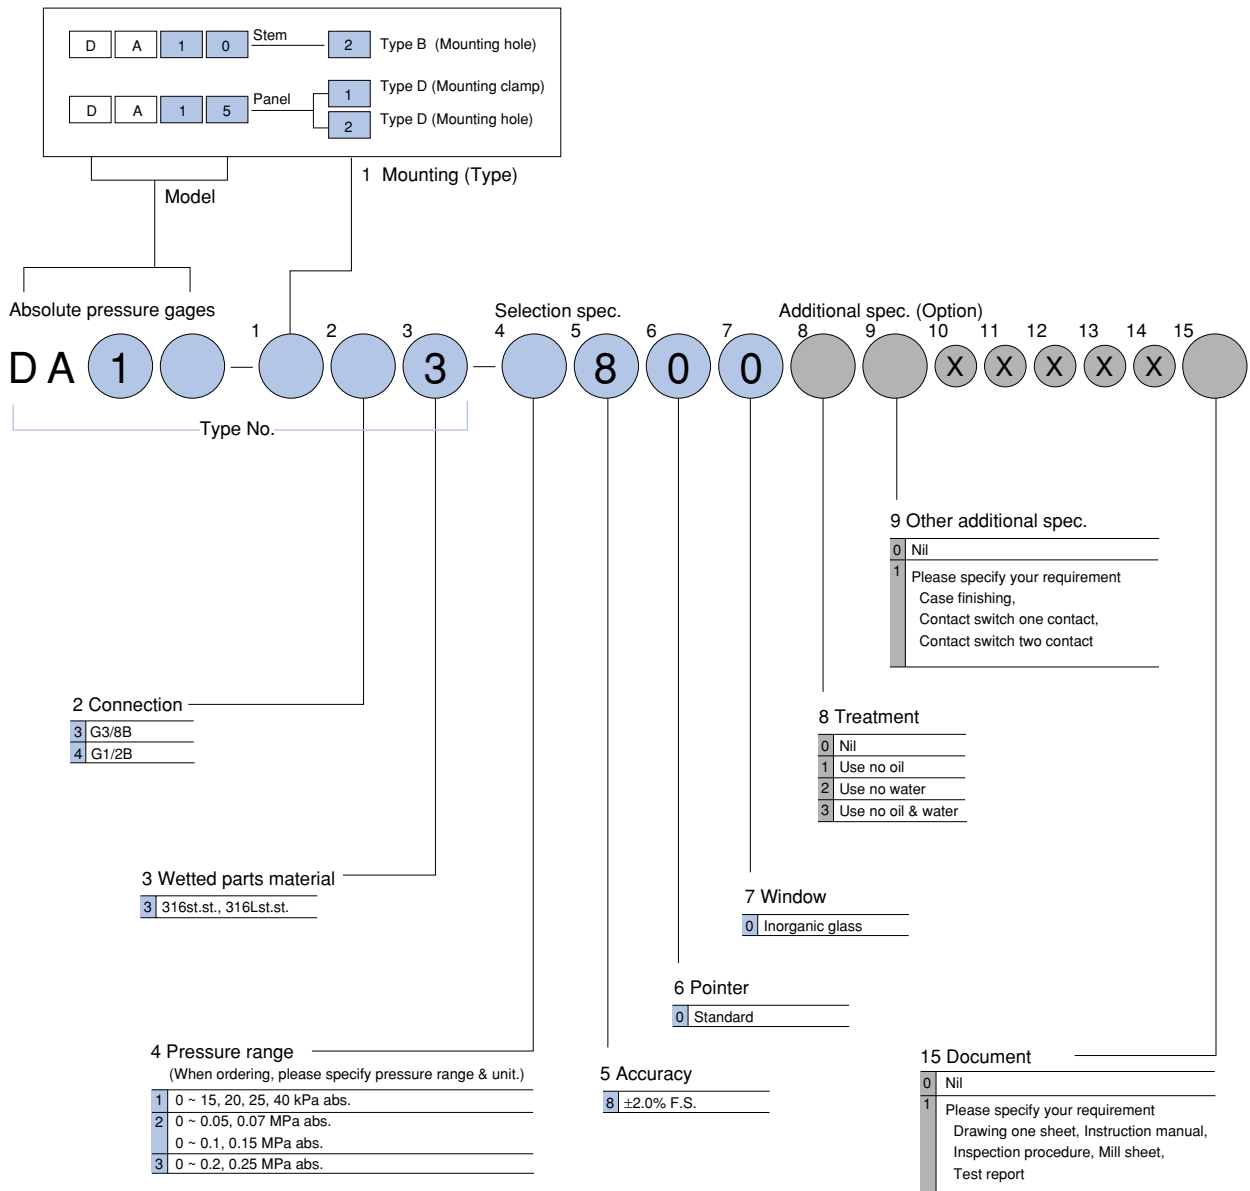 D A 1 0 Stem 2 Type B (Mounting hole)
D A 1 5 Panel 1 Type D (Mounting clamp)
2 Type D (Mounting hole)
1 Mounting (Type)
Model
Absolute pressure gages
Selection spec.
Additional spec. (Option)
1 2 3 4 5 6 7 8 9 10 11 12 13 14 15
D A 1 – 3 – 8 0 0 X X X X X
Type No.
9 Other additional spec.
0 Nil
1 Please specify your requirement
Case finishing,
Contact switch one contact,
Contact switch two contact
2 Connection
3 G3/8B
4 G1/2B
8 Treatment
0 Nil
1 Use no oil
2 Use no water
3 Use no oil & water
3 Wetted parts material
3 316st.st., 316Lst.st.
7 Window
0 Inorganic glass
6 Pointer
0 Standard
4 Pressure range
(When ordering, please specify pressure range & unit.)
1 0 ~ 15, 20, 25, 40 kPa abs.
2 0 ~ 0.05, 0.07 MPa abs.
0 ~ 0.1, 0.15 MPa abs.
3 0 ~ 0.2, 0.25 MPa abs.
5 Accuracy
8 ±2.0% F.S.
15 Document
0 Nil
1 Please specify your requirement
Drawing one sheet, Instruction manual,
Inspection procedure, Mill sheet,
Test report